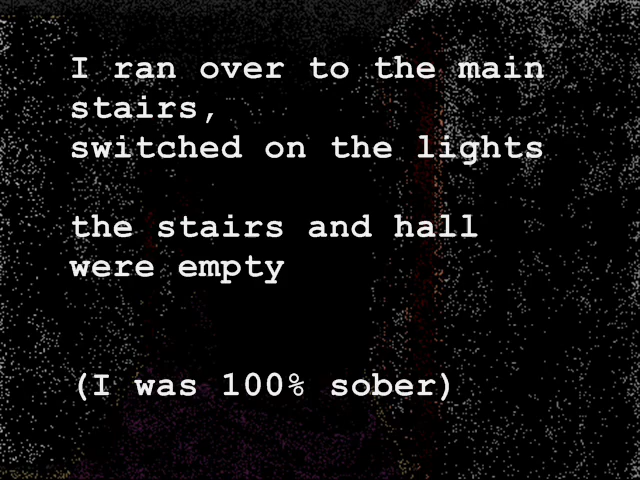 I ran over to the main
stairs,
switched on the lights
the stairs and hall
were empty
(I was 100% sober)